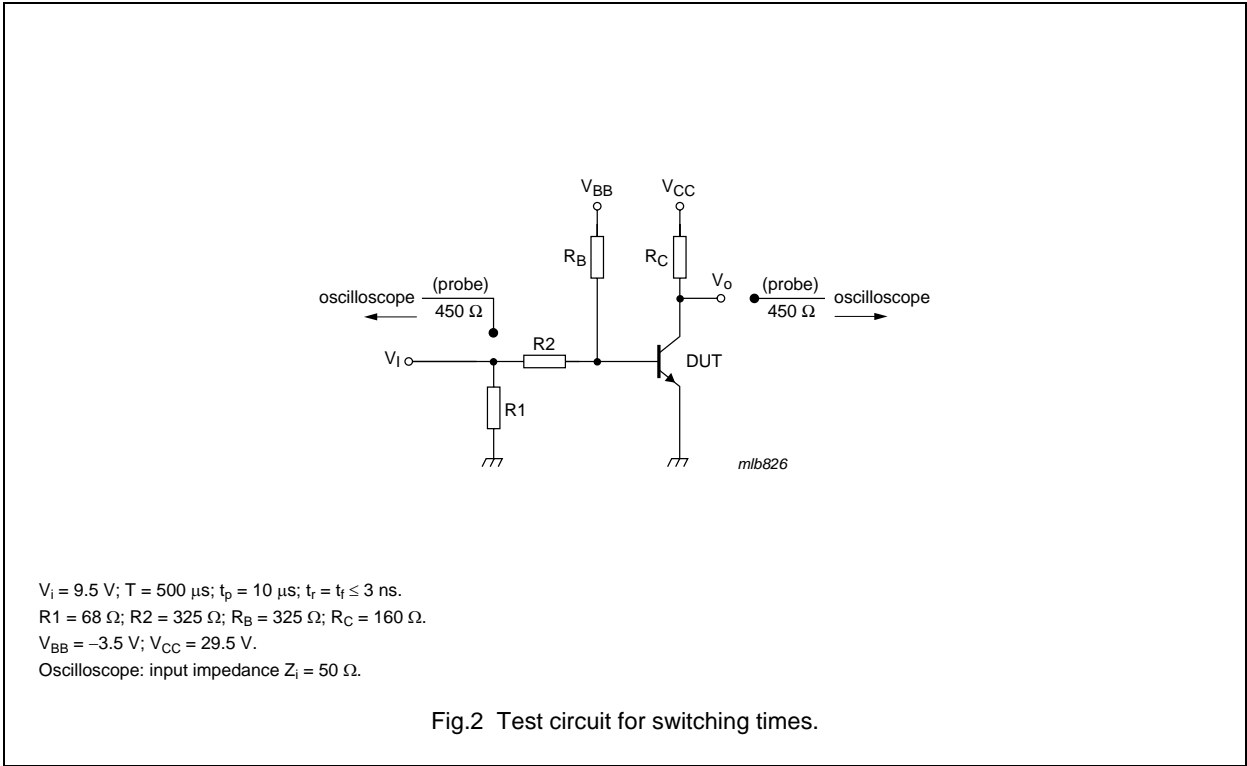 V_BB V_CC
R_B R_C
(probe) V_o (probe)
oscilloscope 450 Ω 450 Ω oscilloscope
R2
V_I DUT
R1
mlb826
V_i = 9.5 V; T = 500 μs; t_p = 10 μs; t_r = t_f ≤ 3 ns.
R1 = 68 Ω; R2 = 325 Ω; R_B = 325 Ω; R_C = 160 Ω.
V_BB = −3.5 V; V_CC = 29.5 V.
Oscilloscope: input impedance Z_i = 50 Ω.
Fig.2 Test circuit for switching times.